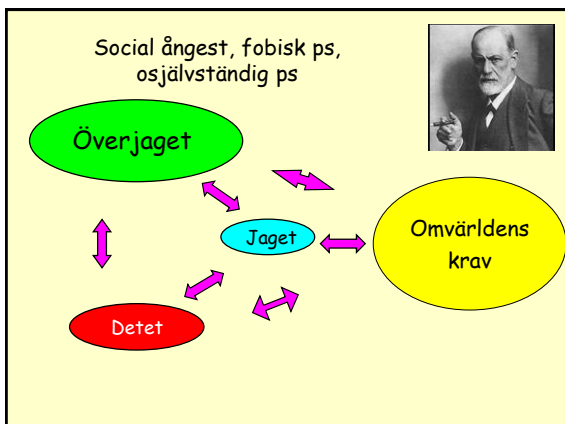 Social ångest, fobisk ps,
osjälvständig ps
Överjaget
Jaget
Omvärldens
krav
Detet